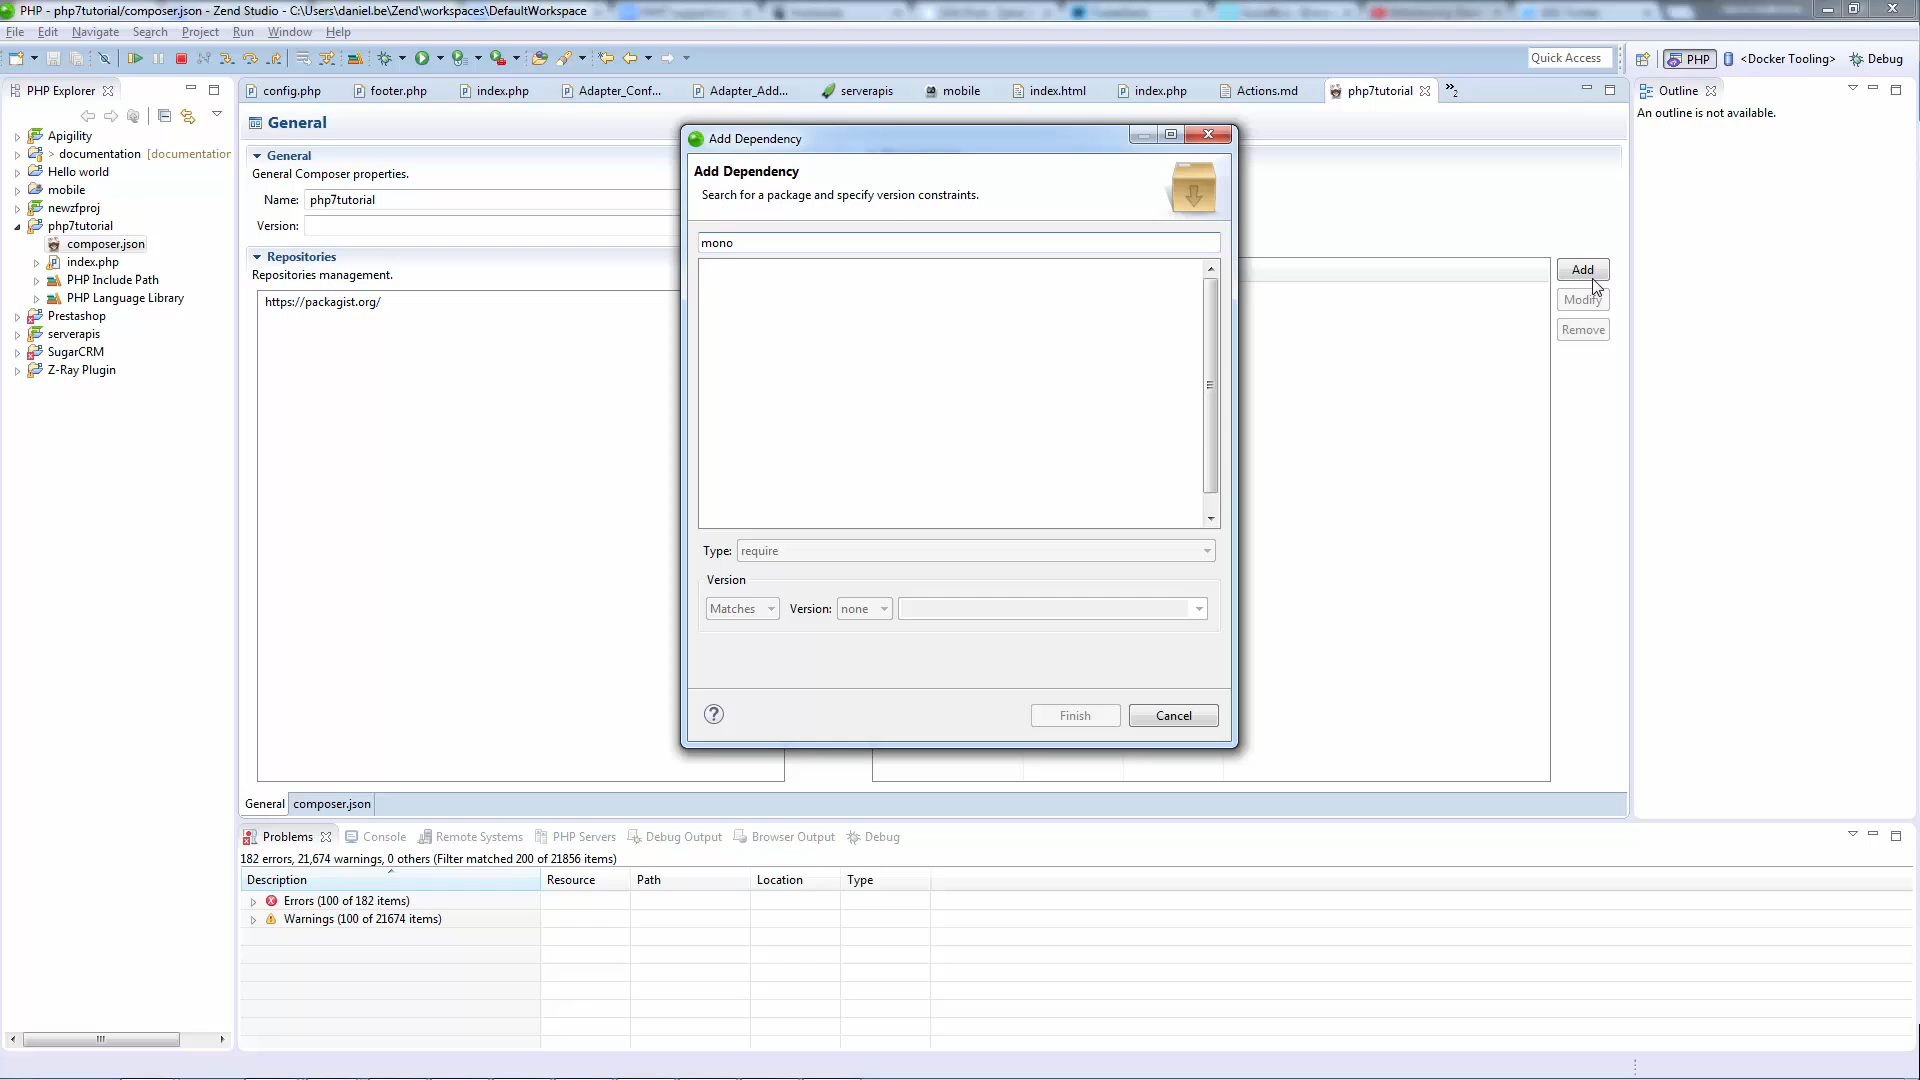 PHP - php7tutorial/composer.json - Zend Studio - C:\Users\daniel.be\Zend\workspaces\DefaultWorkspace
File Edit Navigate Search Project Run Window Help
Quick Access PHP <Docker Tooling> Debug
PHP Explorer
config.php footer.php index.php Adapter_Conf... Adapter_Add... serverapis mobile index.html index.php Actions.md php7tutorial »2
Outline
An outline is not available.
Apigility
> documentation [documentation
Hello world
mobile
newzfproj
php7tutorial
composer.json
index.php
PHP Include Path
PHP Language Library
Prestashop
serverapis
SugarCRM
Z-Ray Plugin
General
General
General Composer properties.
Name: php7tutorial
Version:
Repositories
Repositories management.
https://packagist.org/
Add
Modify
Remove
Add Dependency
Add Dependency
Search for a package and specify version constraints.
mono
Type: require
Version
Matches Version: none
?
Finish Cancel
General composer.json
Problems Console Remote Systems PHP Servers Debug Output Browser Output Debug
182 errors, 21,674 warnings, 0 others (Filter matched 200 of 21856 items)
Description Resource Path Location Type
Errors (100 of 182 items)
Warnings (100 of 21674 items)